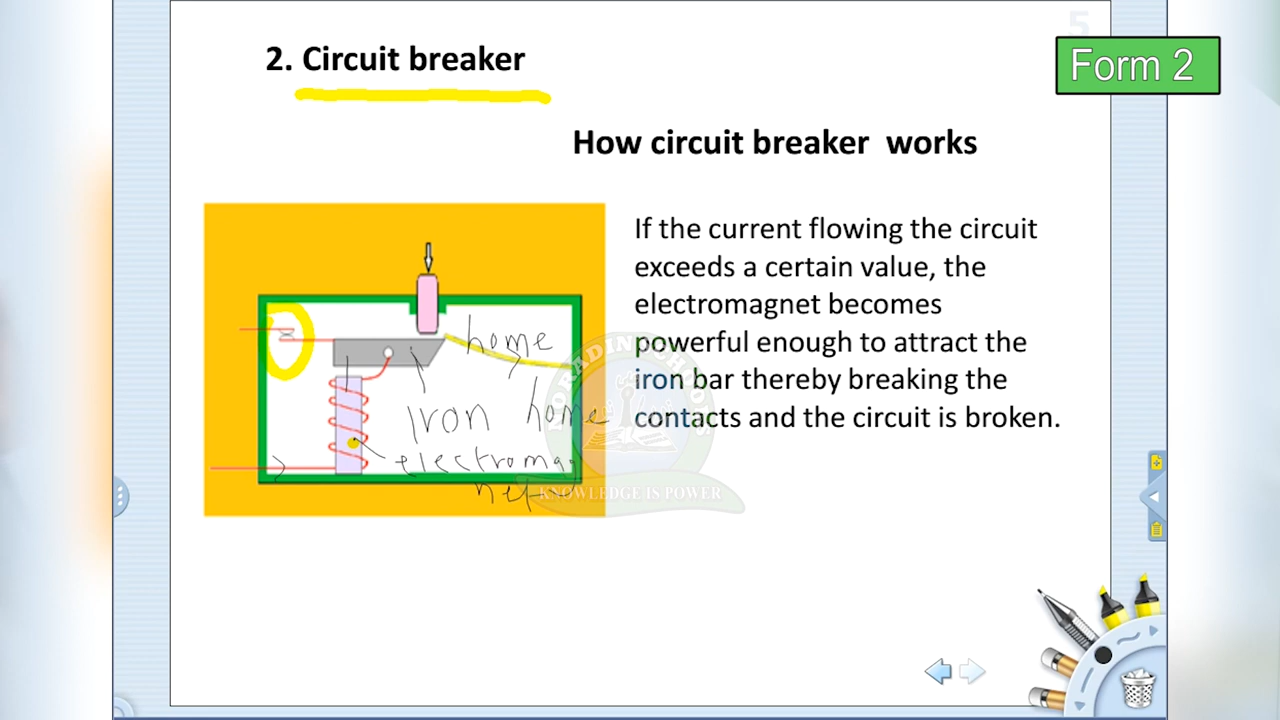 5
Form 2
2. Circuit breaker
How circuit breaker works
If the current flowing the circuit
exceeds a certain value, the
electromagnet becomes
powerful enough to attract the
iron bar thereby breaking the
contacts and the circuit is broken.
home
Iron home
electromag
net
KNOWLEDGE IS POWER